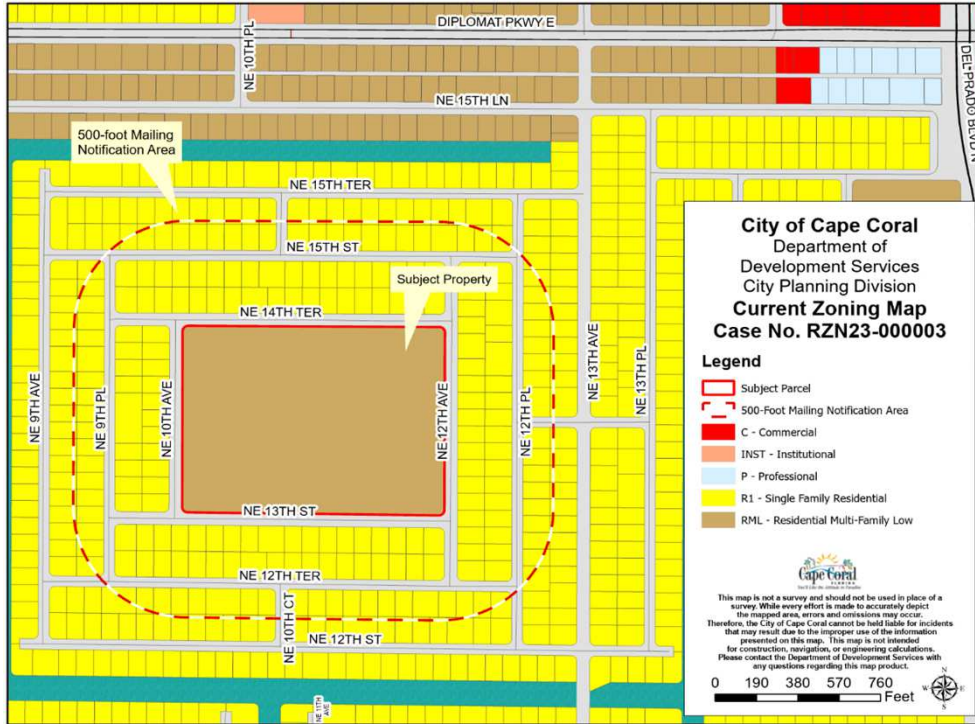 DIPLOMAT PKWY E
NE 10TH PL
DEL PRADO BLVD N
NE 15TH LN
500-foot Mailing
Notification Area
NE 15TH TER
NE 15TH ST
Subject Property
NE 14TH TER
NE 9TH AVE
NE 9TH PL
NE 10TH AVE
NE 12TH AVE
NE 12TH PL
NE 13TH AVE
NE 13TH PL
NE 13TH ST
NE 12TH TER
NE 10TH CT
NE 12TH ST
NE 11TH
AVE
City of Cape Coral
Department of
Development Services
City Planning Division
Current Zoning Map
Case No. RZN23-000003
Legend
Subject Parcel
500-Foot Mailing Notification Area
C - Commercial
INST - Institutional
P - Professional
R1 - Single Family Residential
RML - Residential Multi-Family Low
Cape Coral
This map is not a survey and should not be used in place of a
survey. While every effort is made to accurately depict
the mapped area, errors and omissions may occur.
Therefore, the City of Cape Coral cannot be held liable for incidents
that may result due to the improper use of the information
presented on this map. This map is not intended
for construction, navigation, or engineering calculations.
Please contact the Department of Development Services with
any questions regarding this map product.
0 190 380 570 760
Feet
N
W E
S